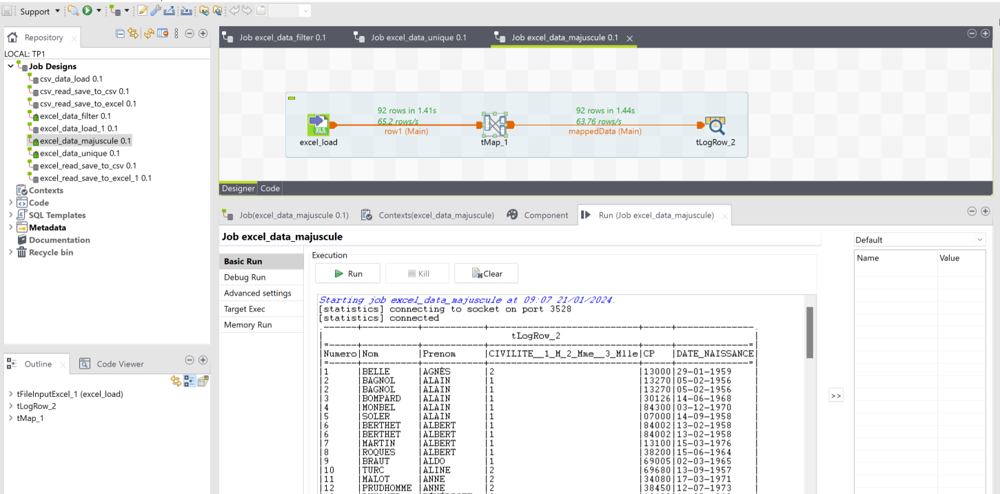 Support
Repository
LOCAL: TP1
Job Designs
csv_data_load 0.1
csv_read_save_to_csv 0.1
csv_read_save_to_excel 0.1
excel_data_filter 0.1
excel_data_load_1 0.1
excel_data_majuscule 0.1
excel_data_unique 0.1
excel_read_save_to_csv 0.1
excel_read_save_to_excel_1 0.1
Contexts
Code
SQL Templates
Metadata
Documentation
Recycle bin
Outline Code Viewer
tFileInputExcel_1 (excel_load)
tLogRow_2
tMap_1
Job excel_data_filter 0.1 Job excel_data_unique 0.1 Job excel_data_majuscule 0.1
92 rows in 1.41s 92 rows in 1.44s
65.2 rows/s 63.76 rows/s
row1 (Main) mappedData (Main)
XLS
excel_load tMap_1 tLogRow_2
Designer Code
Job(excel_data_majuscule 0.1) Contexts(excel_data_majuscule) Component Run (Job excel_data_majuscule)
Job excel_data_majuscule
Basic Run
Debug Run
Advanced settings
Target Exec
Memory Run
Execution
Run Kill Clear
Starting job excel_data_majuscule at 09:07 21/01/2024.
[statistics] connecting to socket on port 3528
[statistics] connected
tLogRow_2
Numero|Nom |Prenom |CIVILITE__1_M_2_Mme__3_Mlle|CP |DATE_NAISSANCE
1 |BELLE |AGNÈS |2 |13000|29-01-1959
2 |BAGNOL |ALAIN |1 |13270|05-02-1956
2 |BAGNOL |ALAIN |1 |13270|05-02-1956
3 |BOMPARD |ALAIN |1 |30126|14-06-1968
4 |MONBEL |ALAIN |1 |84300|03-12-1970
5 |SOLER |ALAIN |1 |07000|14-09-1958
6 |BERTHET |ALBERT |1 |84002|13-02-1958
6 |BERTHET |ALBERT |1 |84002|13-02-1958
7 |MARTIN |ALBERT |1 |13100|15-03-1976
8 |ROQUES |ALBERT |1 |38200|15-06-1964
9 |BRAUT |ALDO |1 |69005|02-03-1965
10 |TURC |ALINE |2 |69680|13-09-1957
11 |MALOT |ANNE |2 |34080|17-03-1971
12 |PRUDHOMME |ANNE |2 |38450|12-07-1973
>>
Default
Name Value